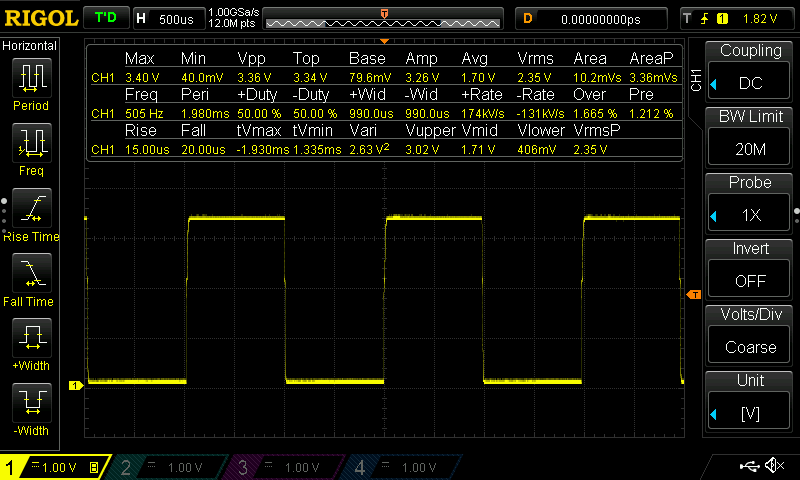 RIGOL T'D H 500us 1.00GSa/s 12.0M pts T D 0.00000000ps T 1 1.82 V
Horizontal
Period
Freq
Rise Time
Fall Time
+Width
-Width
Max Min Vpp Top Base Amp Avg Vrms Area AreaP
CH1 3.40 V 40.0mV 3.36 V 3.34 V 79.6mV 3.26 V 1.70 V 2.35 V 10.2mVs 3.36mVs
Freq Peri +Duty -Duty +Wid -Wid +Rate -Rate Over Pre
CH1 505 Hz 1.980ms 50.00 % 50.00 % 990.0us 990.0us 174kV/s -131kV/s 1.665 % 1.212 %
Rise Fall tVmax tVmin Vari Vupper Vmid Vlower VrmsP
CH1 15.00us 20.00us -1.930ms 1.335ms 2.63 V² 3.02 V 1.71 V 406mV 2.35 V
T
1
CH1
Coupling
DC
BW Limit
20M
Probe
1X
Invert
OFF
Volts/Div
Coarse
Unit
[V]
1 1.00 V B 2 1.00 V 3 1.00 V 4 1.00 V